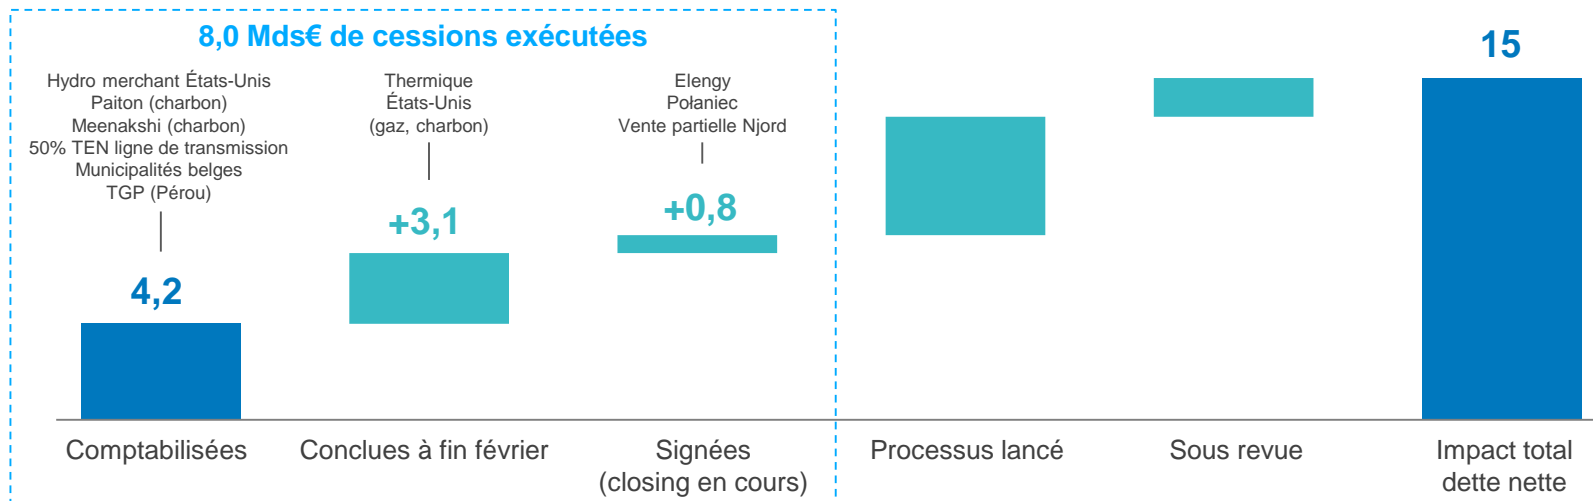 8,0 Mds€ de cessions exécutées
Hydro merchant États-Unis
Paiton (charbon)
Meenakshi (charbon)
50% TEN ligne de transmission
Municipalités belges
TGP (Pérou)
4,2
Comptabilisées
Thermique
États-Unis
(gaz, charbon)
+3,1
Conclues à fin février
Elengy
Połaniec
Vente partielle Njord
+0,8
Signées
(closing en cours)
Processus lancé
Sous revue
15
Impact total
dette nette